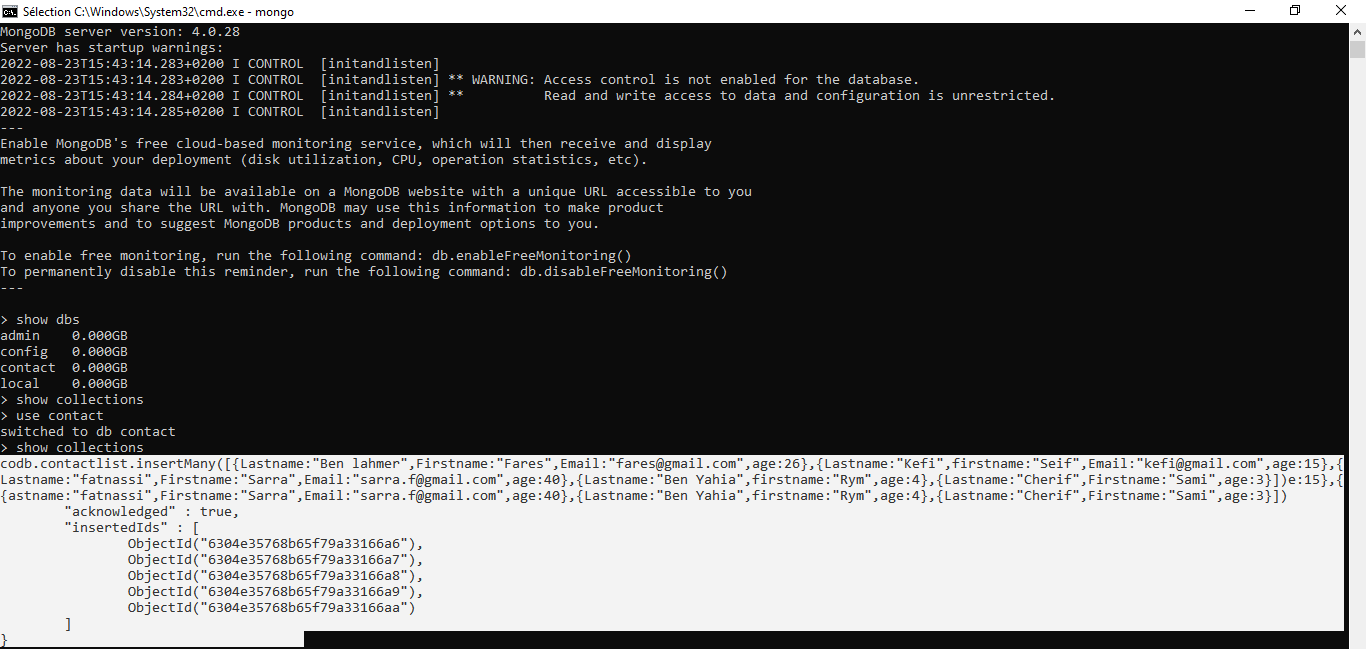 Sélection C:\Windows\System32\cmd.exe - mongo
MongoDB server version: 4.0.28
Server has startup warnings:
2022-08-23T15:43:14.283+0200 I CONTROL  [initandlisten]
2022-08-23T15:43:14.283+0200 I CONTROL  [initandlisten] ** WARNING: Access control is not enabled for the database.
2022-08-23T15:43:14.284+0200 I CONTROL  [initandlisten] **          Read and write access to data and configuration is unrestricted.
2022-08-23T15:43:14.285+0200 I CONTROL  [initandlisten]
---
Enable MongoDB's free cloud-based monitoring service, which will then receive and display
metrics about your deployment (disk utilization, CPU, operation statistics, etc).
The monitoring data will be available on a MongoDB website with a unique URL accessible to you
and anyone you share the URL with. MongoDB may use this information to make product
improvements and to suggest MongoDB products and deployment options to you.
To enable free monitoring, run the following command: db.enableFreeMonitoring()
To permanently disable this reminder, run the following command: db.disableFreeMonitoring()
---
> show dbs
admin    0.000GB
config   0.000GB
contact  0.000GB
local    0.000GB
> show collections
> use contact
switched to db contact
> show collections
codb.contactlist.insertMany([{Lastname:"Ben lahmer",Firstname:"Fares",Email:"fares@gmail.com",age:26},{Lastname:"Kefi",firstname:"Seif",Email:"kefi@gmail.com",age:15},{
Lastname:"fatnassi",Firstname:"Sarra",Email:"sarra.f@gmail.com",age:40},{Lastname:"Ben Yahia",firstname:"Rym",age:4},{Lastname:"Cherif",Firstname:"Sami",age:3}])e:15},{
{astname:"fatnassi",Firstname:"Sarra",Email:"sarra.f@gmail.com",age:40},{Lastname:"Ben Yahia",firstname:"Rym",age:4},{Lastname:"Cherif",Firstname:"Sami",age:3}])
        "acknowledged" : true,
        "insertedIds" : [
                ObjectId("6304e35768b65f79a33166a6"),
                ObjectId("6304e35768b65f79a33166a7"),
                ObjectId("6304e35768b65f79a33166a8"),
                ObjectId("6304e35768b65f79a33166a9"),
                ObjectId("6304e35768b65f79a33166aa")
        ]
}